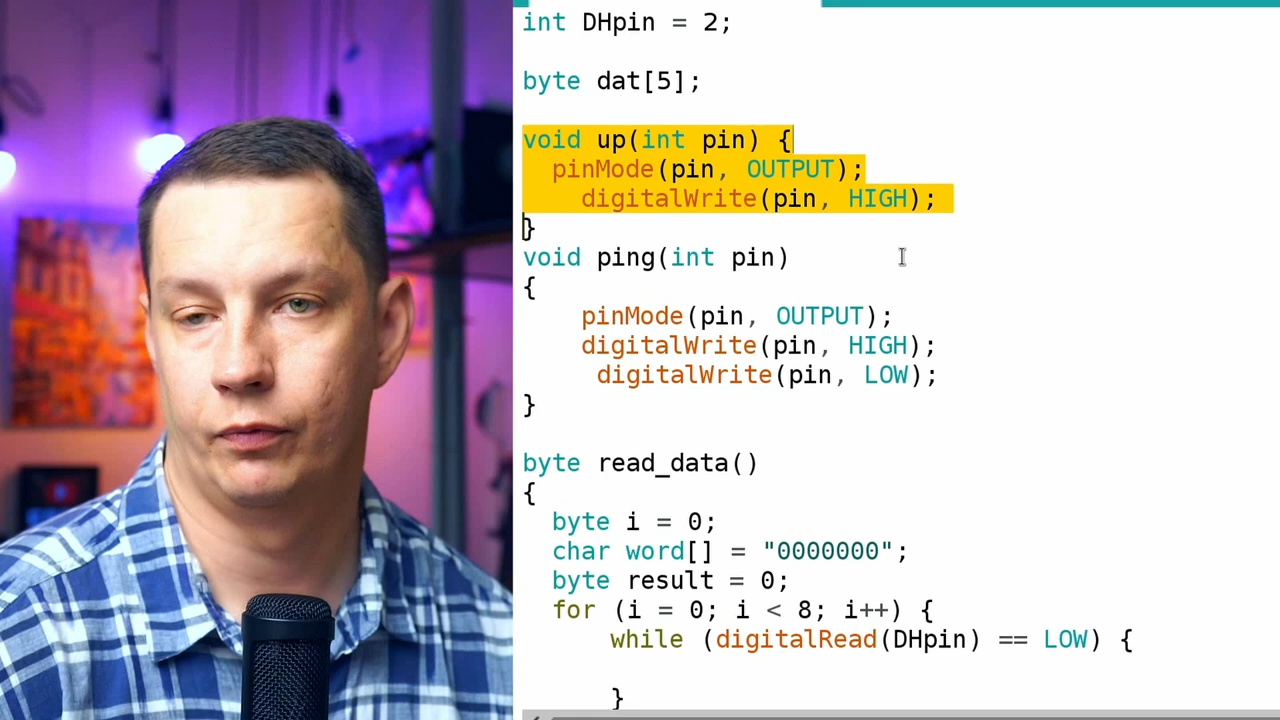 int DHpin = 2;
byte dat[5];
void up(int pin) {
pinMode(pin, OUTPUT);
digitalWrite(pin, HIGH);
}
void ping(int pin)
{
pinMode(pin, OUTPUT);
digitalWrite(pin, HIGH);
digitalWrite(pin, LOW);
}
byte read_data()
{
byte i = 0;
char word[] = "0000000";
byte result = 0;
for (i = 0; i < 8; i++) {
while (digitalRead(DHpin) == LOW) {
}